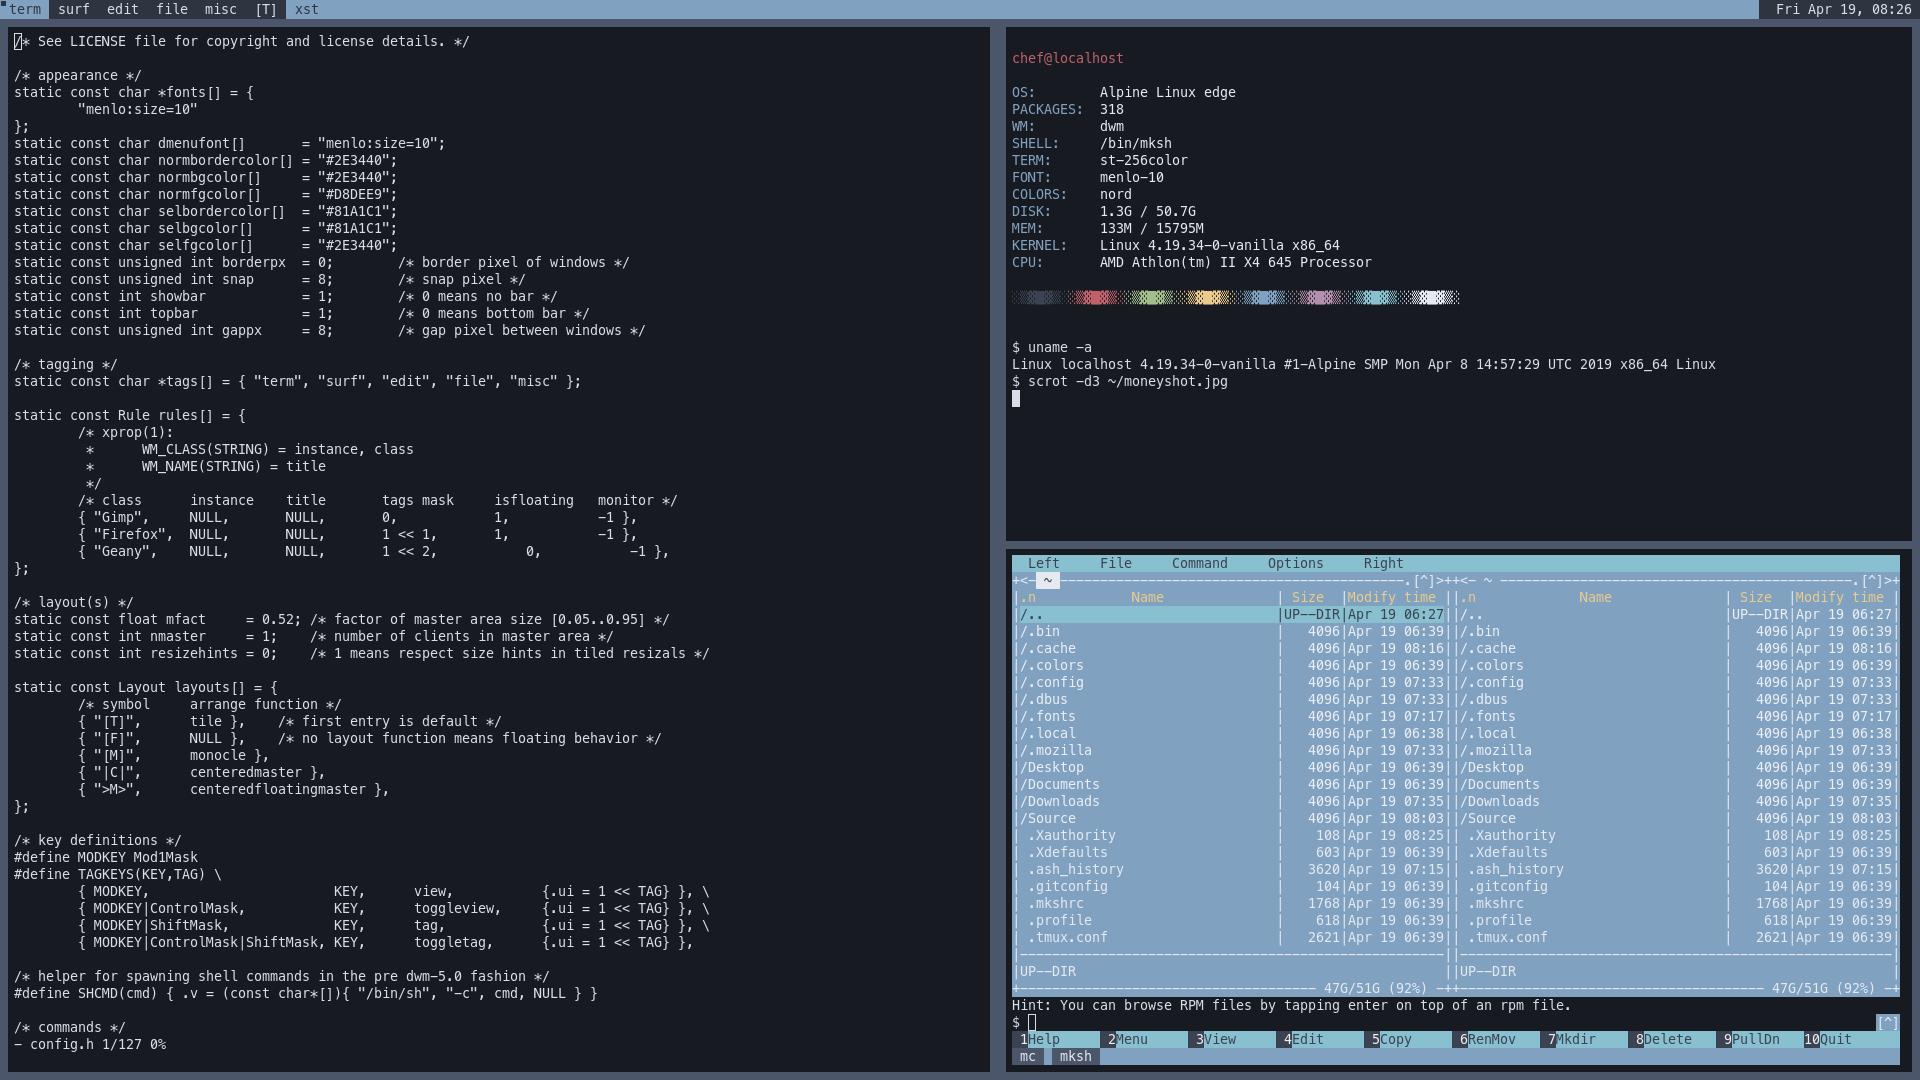 term surf edit file misc [T] xst Fri Apr 19, 08:26
/* See LICENSE file for copyright and license details. */
/* appearance */
static const char *fonts[] = {
"menlo:size=10"
};
static const char dmenufont[] = "menlo:size=10";
static const char normbordercolor[] = "#2E3440";
static const char normbgcolor[] = "#2E3440";
static const char normfgcolor[] = "#D8DEE9";
static const char selbordercolor[] = "#81A1C1";
static const char selbgcolor[] = "#81A1C1";
static const char selfgcolor[] = "#2E3440";
static const unsigned int borderpx = 0; /* border pixel of windows */
static const unsigned int snap = 8; /* snap pixel */
static const int showbar = 1; /* 0 means no bar */
static const int topbar = 1; /* 0 means bottom bar */
static const unsigned int gappx = 8; /* gap pixel between windows */
/* tagging */
static const char *tags[] = { "term", "surf", "edit", "file", "misc" };
static const Rule rules[] = {
/* xprop(1):
* WM_CLASS(STRING) = instance, class
* WM_NAME(STRING) = title
*/
/* class instance title tags mask isfloating monitor */
{ "Gimp", NULL, NULL, 0, 1, -1 },
{ "Firefox", NULL, NULL, 1 << 1, 1, -1 },
{ "Geany", NULL, NULL, 1 << 2, 0, -1 },
};
/* layout(s) */
static const float mfact = 0.52; /* factor of master area size [0.05..0.95] */
static const int nmaster = 1; /* number of clients in master area */
static const int resizehints = 0; /* 1 means respect size hints in tiled resizals */
static const Layout layouts[] = {
/* symbol arrange function */
{ "[T]", tile }, /* first entry is default */
{ "[F]", NULL }, /* no layout function means floating behavior */
{ "[M]", monocle },
{ "|C|", centeredmaster },
{ ">M>", centeredfloatingmaster },
};
/* key definitions */
#define MODKEY Mod1Mask
#define TAGKEYS(KEY,TAG) \
{ MODKEY, KEY, view, {.ui = 1 << TAG} }, \
{ MODKEY|ControlMask, KEY, toggleview, {.ui = 1 << TAG} }, \
{ MODKEY|ShiftMask, KEY, tag, {.ui = 1 << TAG} }, \
{ MODKEY|ControlMask|ShiftMask, KEY, toggletag, {.ui = 1 << TAG} },
/* helper for spawning shell commands in the pre dwm-5.0 fashion */
#define SHCMD(cmd) { .v = (const char*[]){ "/bin/sh", "-c", cmd, NULL } }
/* commands */
- config.h 1/127 0%
chef@localhost
OS: Alpine Linux edge
PACKAGES: 318
WM: dwm
SHELL: /bin/mksh
TERM: st-256color
FONT: menlo-10
COLORS: nord
DISK: 1.3G / 50.7G
MEM: 133M / 15795M
KERNEL: Linux 4.19.34-0-vanilla x86_64
CPU: AMD Athlon(tm) II X4 645 Processor
$ uname -a
Linux localhost 4.19.34-0-vanilla #1-Alpine SMP Mon Apr 8 14:57:29 UTC 2019 x86_64 Linux
$ scrot -d3 ~/moneyshot.jpg
Left File Command Options Right
+<- ~ ---.[^]>++<- ~ ---.[^]>+
|.n Name | Size |Modify time ||.n Name | Size |Modify time |
|/.. |UP--DIR|Apr 19 06:27||/.. |UP--DIR|Apr 19 06:27|
|/.bin | 4096|Apr 19 06:39||/.bin | 4096|Apr 19 06:39|
|/.cache | 4096|Apr 19 08:16||/.cache | 4096|Apr 19 08:16|
|/.colors | 4096|Apr 19 06:39||/.colors | 4096|Apr 19 06:39|
|/.config | 4096|Apr 19 07:33||/.config | 4096|Apr 19 07:33|
|/.dbus | 4096|Apr 19 07:33||/.dbus | 4096|Apr 19 07:33|
|/.fonts | 4096|Apr 19 07:17||/.fonts | 4096|Apr 19 07:17|
|/.local | 4096|Apr 19 06:38||/.local | 4096|Apr 19 06:38|
|/.mozilla | 4096|Apr 19 07:33||/.mozilla | 4096|Apr 19 07:33|
|/Desktop | 4096|Apr 19 06:39||/Desktop | 4096|Apr 19 06:39|
|/Documents | 4096|Apr 19 06:39||/Documents | 4096|Apr 19 06:39|
|/Downloads | 4096|Apr 19 07:35||/Downloads | 4096|Apr 19 07:35|
|/Source | 4096|Apr 19 08:03||/Source | 4096|Apr 19 08:03|
| .Xauthority | 108|Apr 19 08:25|| .Xauthority | 108|Apr 19 08:25|
| .Xdefaults | 603|Apr 19 06:39|| .Xdefaults | 603|Apr 19 06:39|
| .ash_history | 3620|Apr 19 07:15|| .ash_history | 3620|Apr 19 07:15|
| .gitconfig | 104|Apr 19 06:39|| .gitconfig | 104|Apr 19 06:39|
| .mkshrc | 1768|Apr 19 06:39|| .mkshrc | 1768|Apr 19 06:39|
| .profile | 618|Apr 19 06:39|| .profile | 618|Apr 19 06:39|
| .tmux.conf | 2621|Apr 19 06:39|| .tmux.conf | 2621|Apr 19 06:39|
|UP--DIR ||UP--DIR |
47G/51G (92%) -++ 47G/51G (92%) -+
Hint: You can browse RPM files by tapping enter on top of an rpm file.
$ [^]
1Help 2Menu 3View 4Edit 5Copy 6RenMov 7Mkdir 8Delete 9PullDn 10Quit
mc mksh